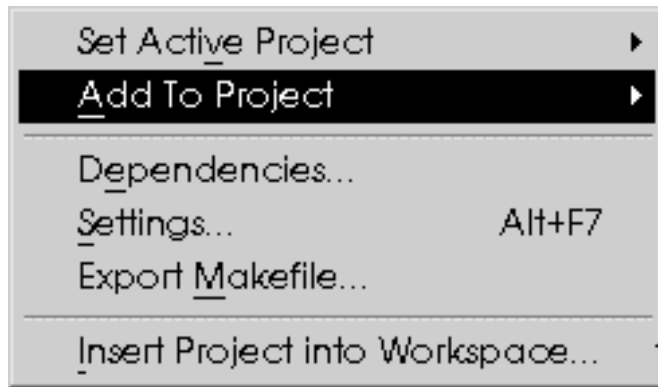 Set Active Project
Add To Project
Dependencies...
Settings... Alt+F7
Export Makefile...
Insert Project into Workspace...